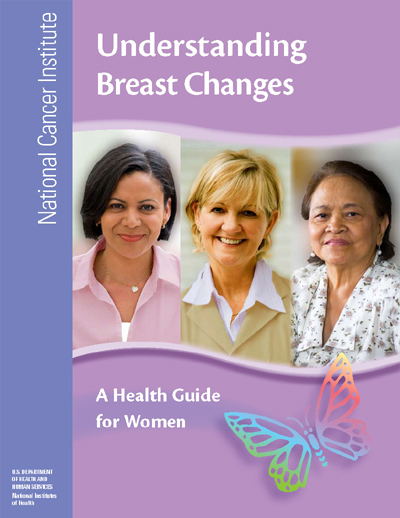 National Cancer Institute
Understanding
Breast Changes
A Health Guide
for Women
U.S. DEPARTMENT
OF HEALTH AND
HUMAN SERVICES
National Institutes
of Health